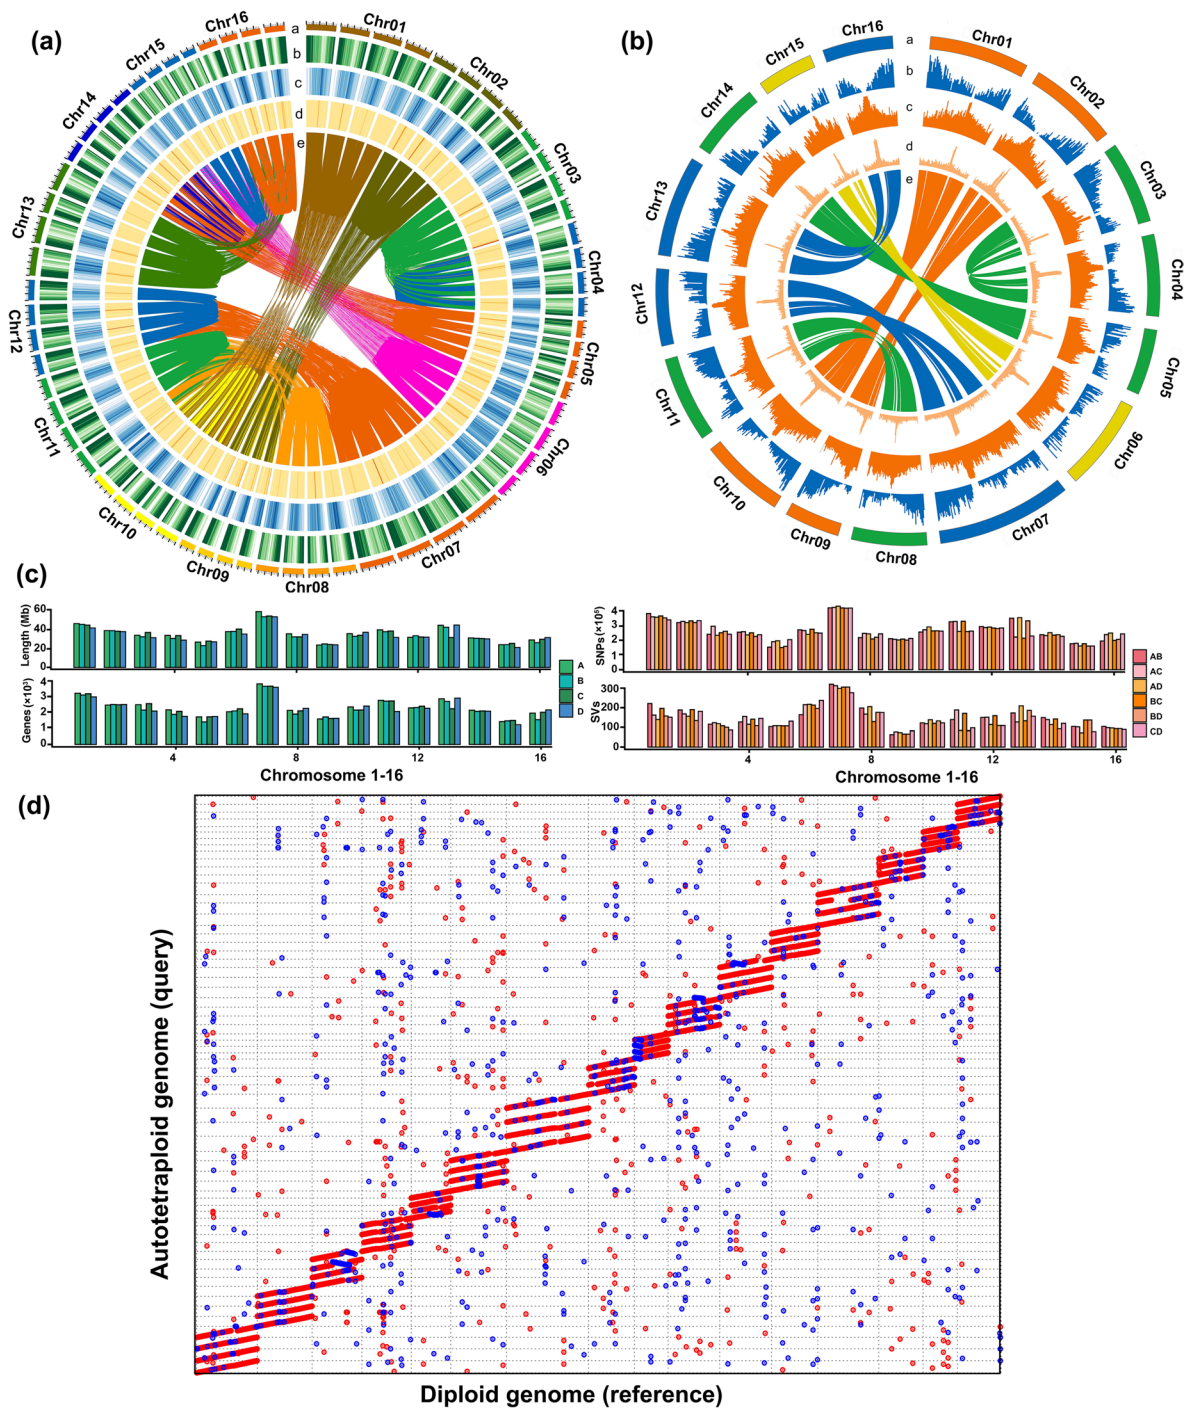 (a)
a
b
c
d
e
Chr01
Chr02
Chr03
Chr04
Chr05
Chr06
Chr07
Chr08
Chr09
Chr10
Chr11
Chr12
Chr13
Chr14
Chr15
Chr16
(b)
a
b
c
d
e
Chr01
Chr02
Chr03
Chr04
Chr05
Chr06
Chr07
Chr08
Chr09
Chr10
Chr11
Chr12
Chr13
Chr14
Chr15
Chr16
(c)
Length (Mb)
60
40
20
0
Genes (×10³)
4
3
2
1
0
4 8 12 16
Chromosome 1-16
A
B
C
D
SNPs (×10⁵)
4
3
2
1
0
SVs
300
200
100
0
4 8 12 16
Chromosome 1-16
AB
AC
AD
BC
BD
CD
(d)
Autotetraploid genome (query)
Diploid genome (reference)